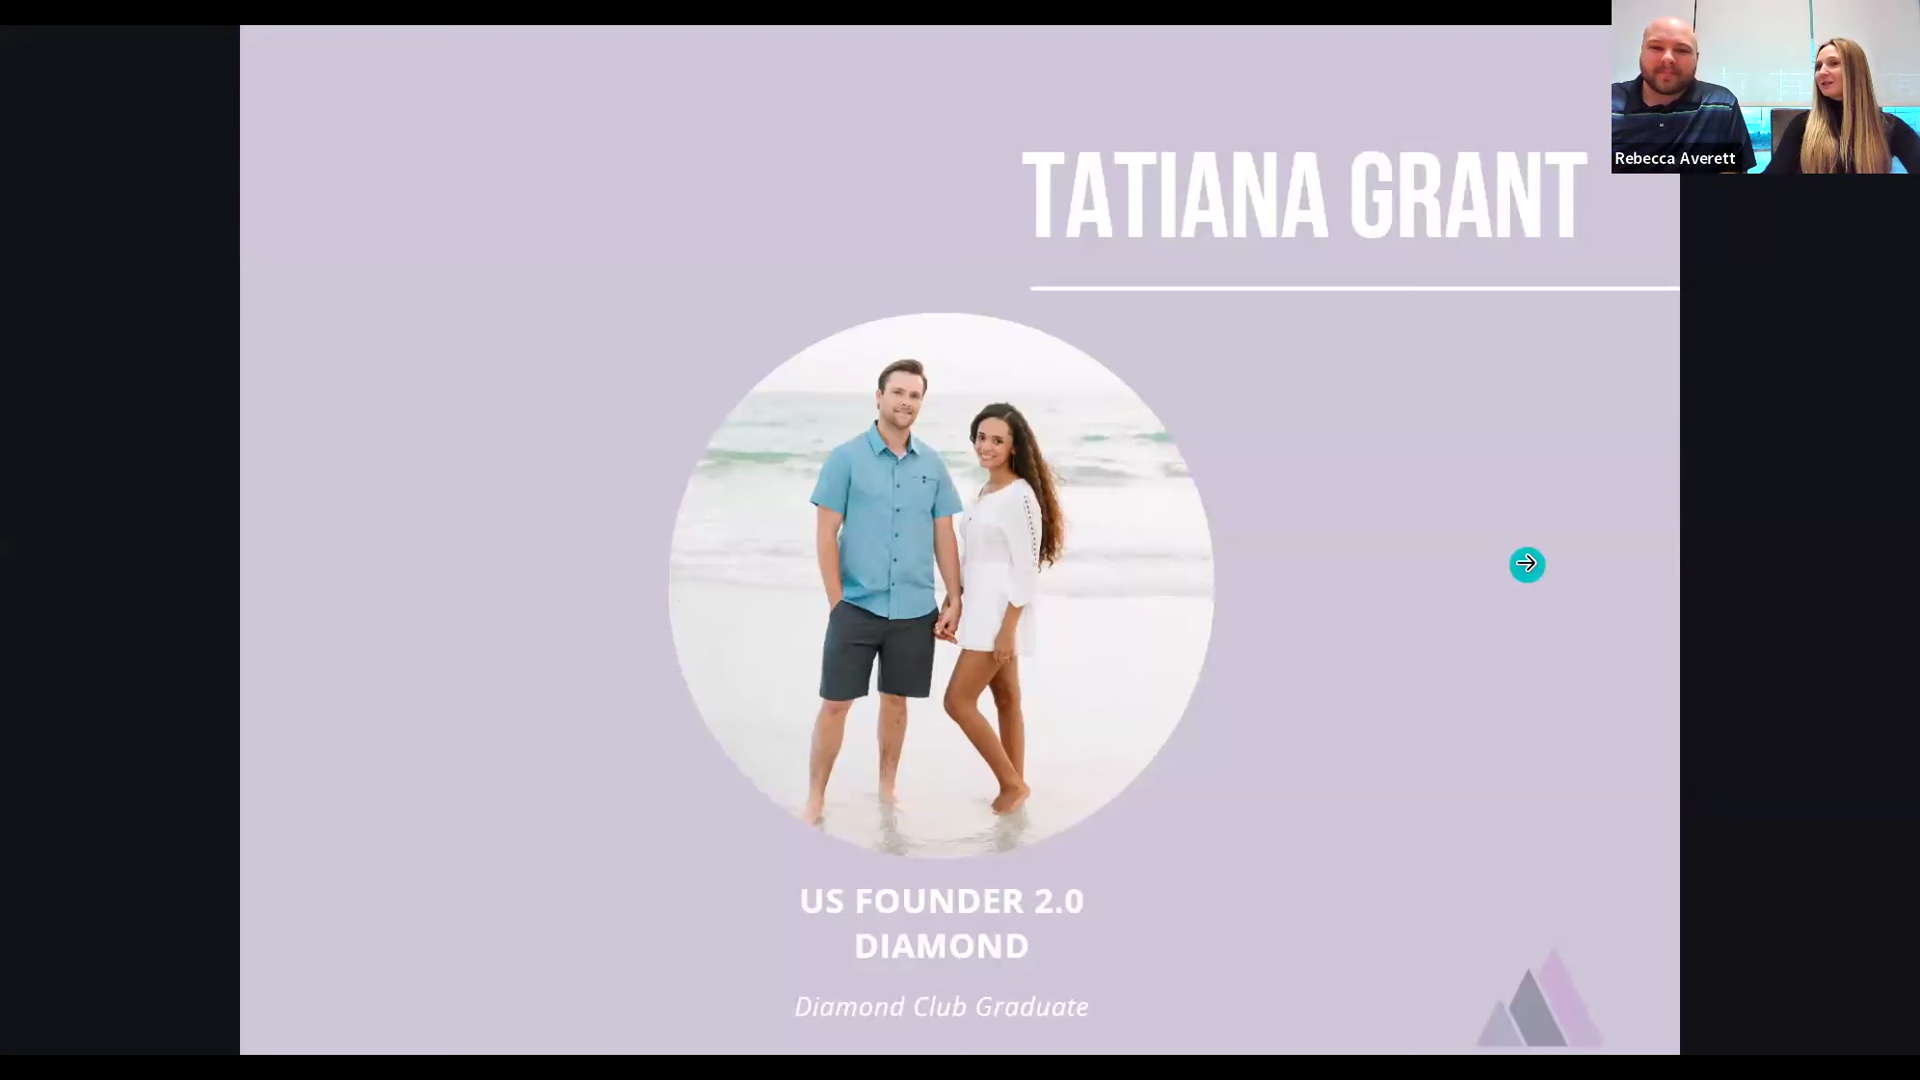 Rebecca Averett
TATIANA GRANT
US FOUNDER 2.0
DIAMOND
Diamond Club Graduate